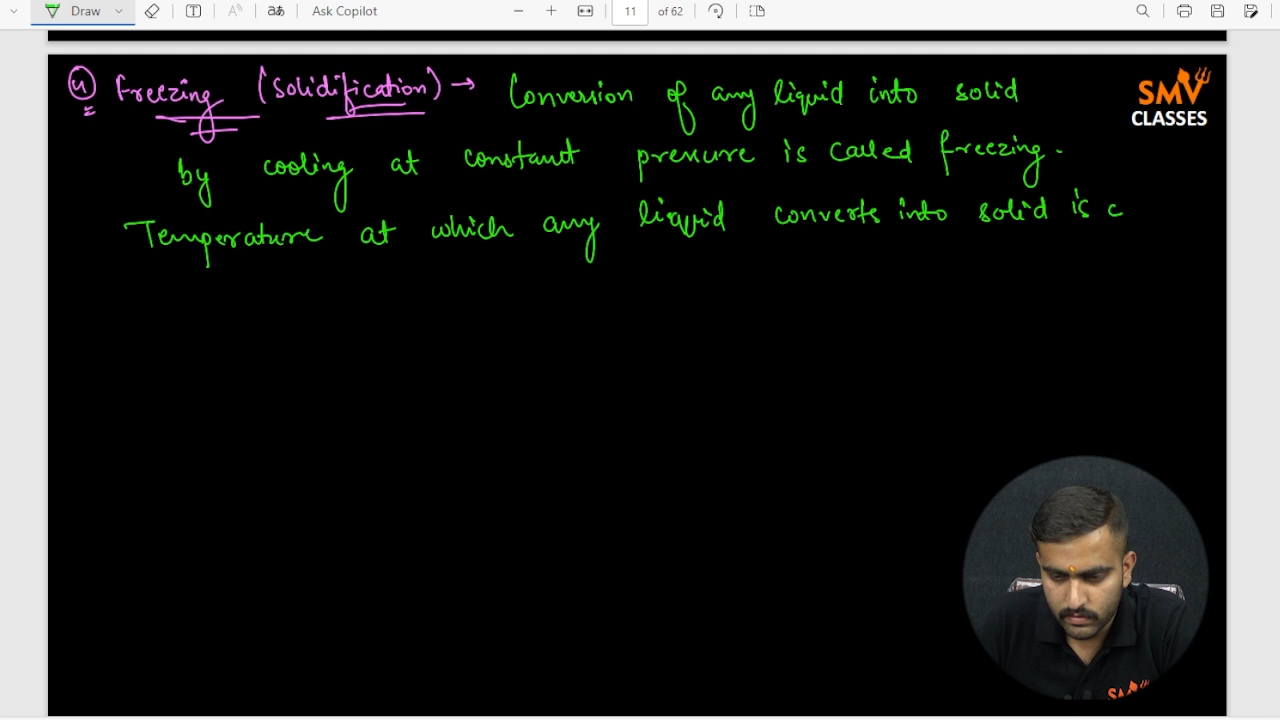 Draw
Ask Copilot
11 of 62
④ Freezing (Solidification) → Conversion of any liquid into solid
by cooling at constant pressure is called freezing.
Temperature at which any liquid converts into solid is c
SMV
CLASSES